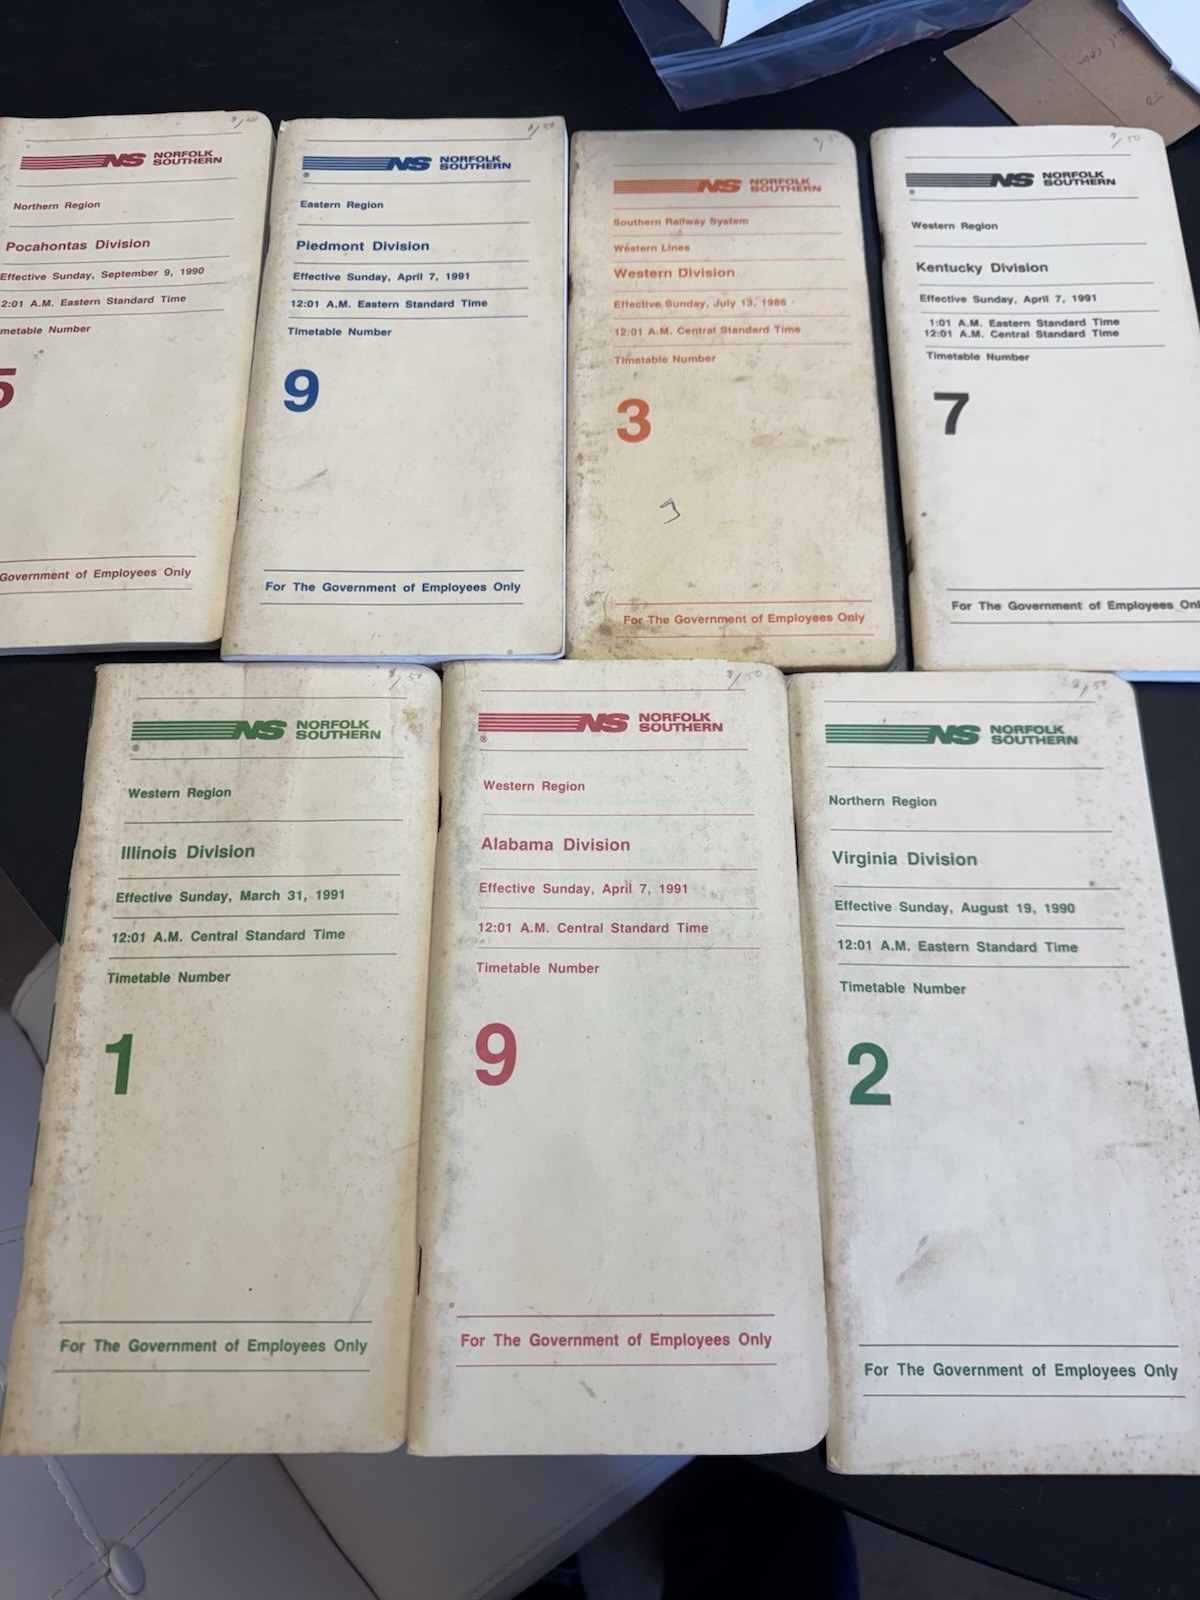 NS NORFOLK
SOUTHERN
Northern Region
Pocahontas Division
Effective Sunday, September 9, 1990
2:01 A.M. Eastern Standard Time
metable Number
5
Government of Employees Only
NS NORFOLK
SOUTHERN
®
Eastern Region
Piedmont Division
Effective Sunday, April 7, 1991
12:01 A.M. Eastern Standard Time
Timetable Number
9
For The Government of Employees Only
NS NORFOLK
SOUTHERN
Southern Railway System
Western Lines
Western Division
Effective Sunday, July 13, 1986
12:01 A.M. Central Standard Time
Timetable Number
3
For The Government of Employees Only
NS NORFOLK
SOUTHERN
®
Western Region
Kentucky Division
Effective Sunday, April 7, 1991
1:01 A.M. Eastern Standard Time
12:01 A.M. Central Standard Time
Timetable Number
7
For The Government of Employees Onl
NS NORFOLK
SOUTHERN
®
Western Region
Illinois Division
Effective Sunday, March 31, 1991
12:01 A.M. Central Standard Time
Timetable Number
1
For The Government of Employees Only
NS NORFOLK
SOUTHERN
®
Western Region
Alabama Division
Effective Sunday, April 7, 1991
12:01 A.M. Central Standard Time
Timetable Number
9
For The Government of Employees Only
NS NORFOLK
SOUTHERN
Northern Region
Virginia Division
Effective Sunday, August 19, 1990
12:01 A.M. Eastern Standard Time
Timetable Number
2
For The Government of Employees Only